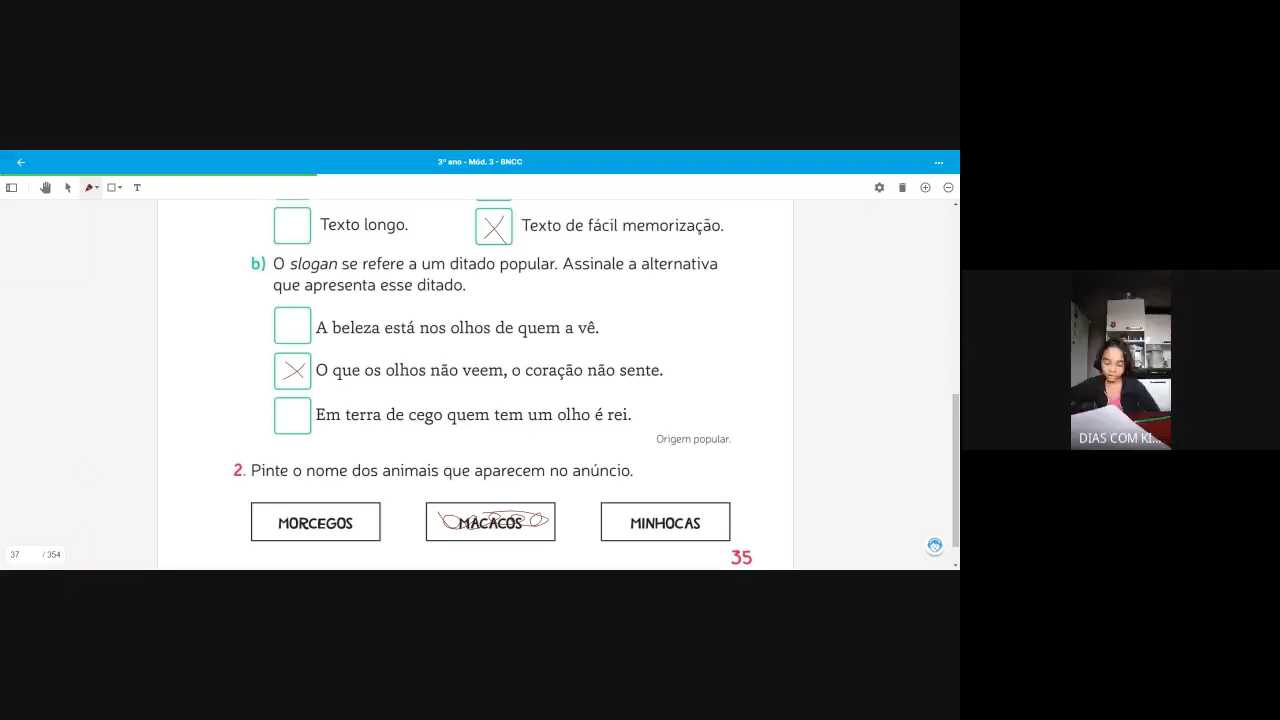 3º ano - Mód. 3 - BNCC
T
Texto longo.
Texto de fácil memorização.
b) O slogan se refere a um ditado popular. Assinale a alternativa
que apresenta esse ditado.
A beleza está nos olhos de quem a vê.
O que os olhos não veem, o coração não sente.
Em terra de cego quem tem um olho é rei.
Origem popular.
2. Pinte o nome dos animais que aparecem no anúncio.
MORCEGOS
MACACOS
MINHOCAS
37 / 354
35
DIAS COM KI...